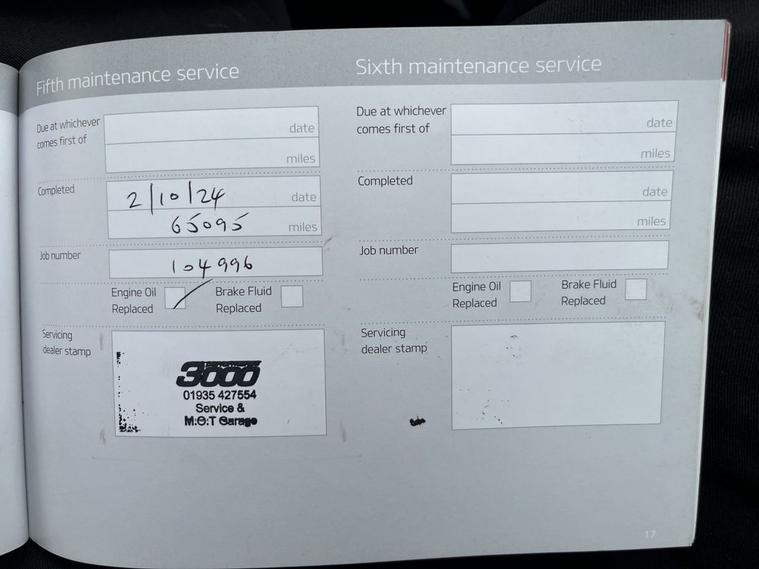 Fifth maintenance service
Due at whichever
comes first of
date
miles
Completed
2/10/24 date
65095 miles
Job number
104996
Engine Oil
Replaced
Brake Fluid
Replaced
Servicing
dealer stamp
3000
01935 427554
Service &
M.O.T Garage
Sixth maintenance service
Due at whichever
comes first of
date
miles
Completed
date
miles
Job number
Engine Oil
Replaced
Brake Fluid
Replaced
Servicing
dealer stamp
17